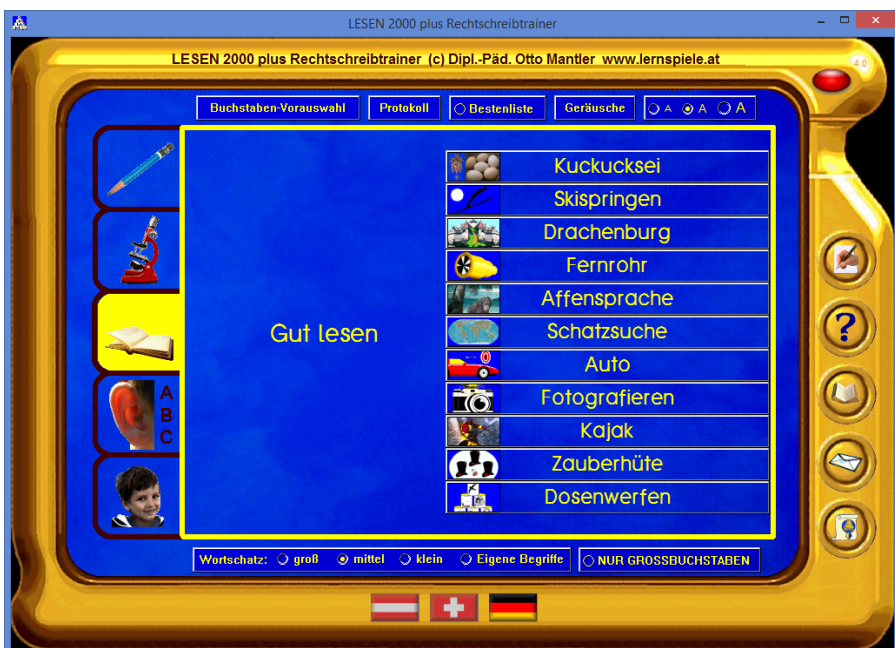 LESEN 2000 plus Rechtschreibtrainer
LESEN 2000 plus Rechtschreibtrainer (c) Dipl.-Päd. Otto Mantler www.lernspiele.at
4.0
Buchstaben-Vorauswahl Protokoll Bestenliste Geräusche A A A
Kuckucksei
Skispringen
Drachenburg
Fernrohr
Affensprache
Gut lesen
Schatzsuche
Auto
Fotografieren
Kajak
Zauberhüte
Dosenwerfen
A
B
C
?
Wortschatz: groß mittel klein Eigene Begriffe NUR GROSSBUCHSTABEN